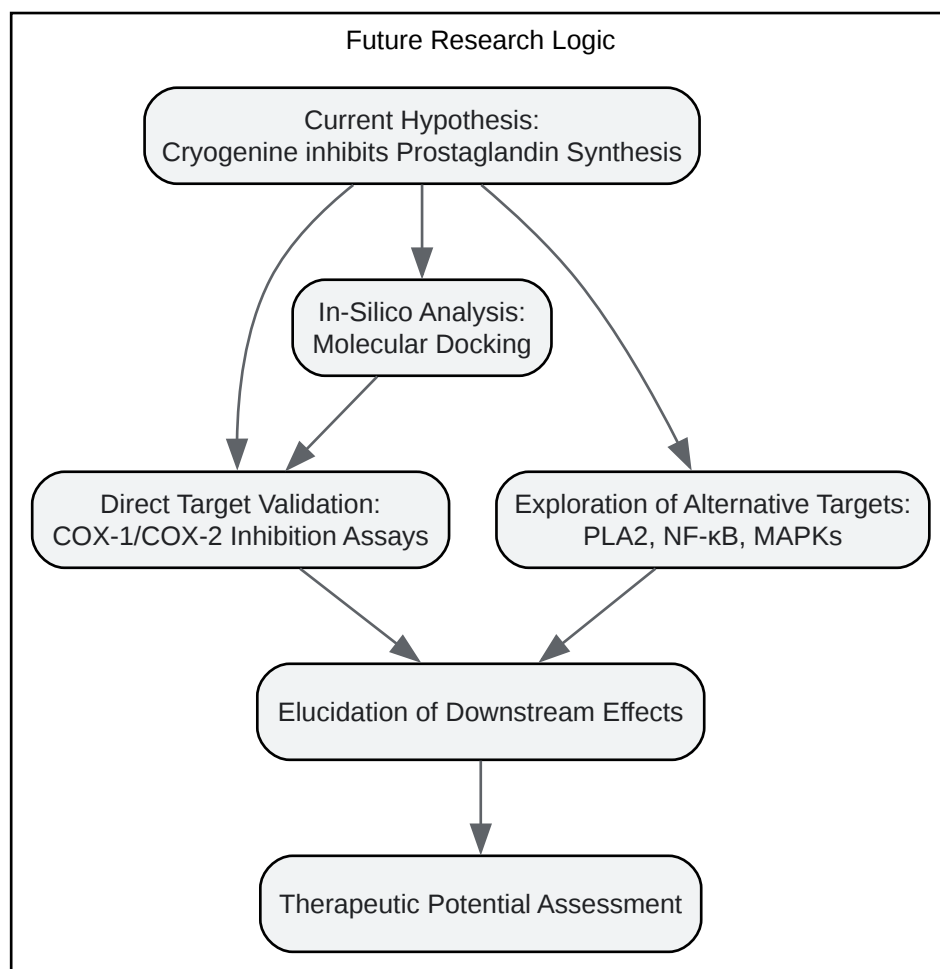 Future Research Logic
Current Hypothesis:
Cryogenine inhibits Prostaglandin Synthesis
In-Silico Analysis:
Molecular Docking
Direct Target Validation:
COX-1/COX-2 Inhibition Assays
Exploration of Alternative Targets:
PLA2, NF-κB, MAPKs
Elucidation of Downstream Effects
Therapeutic Potential Assessment